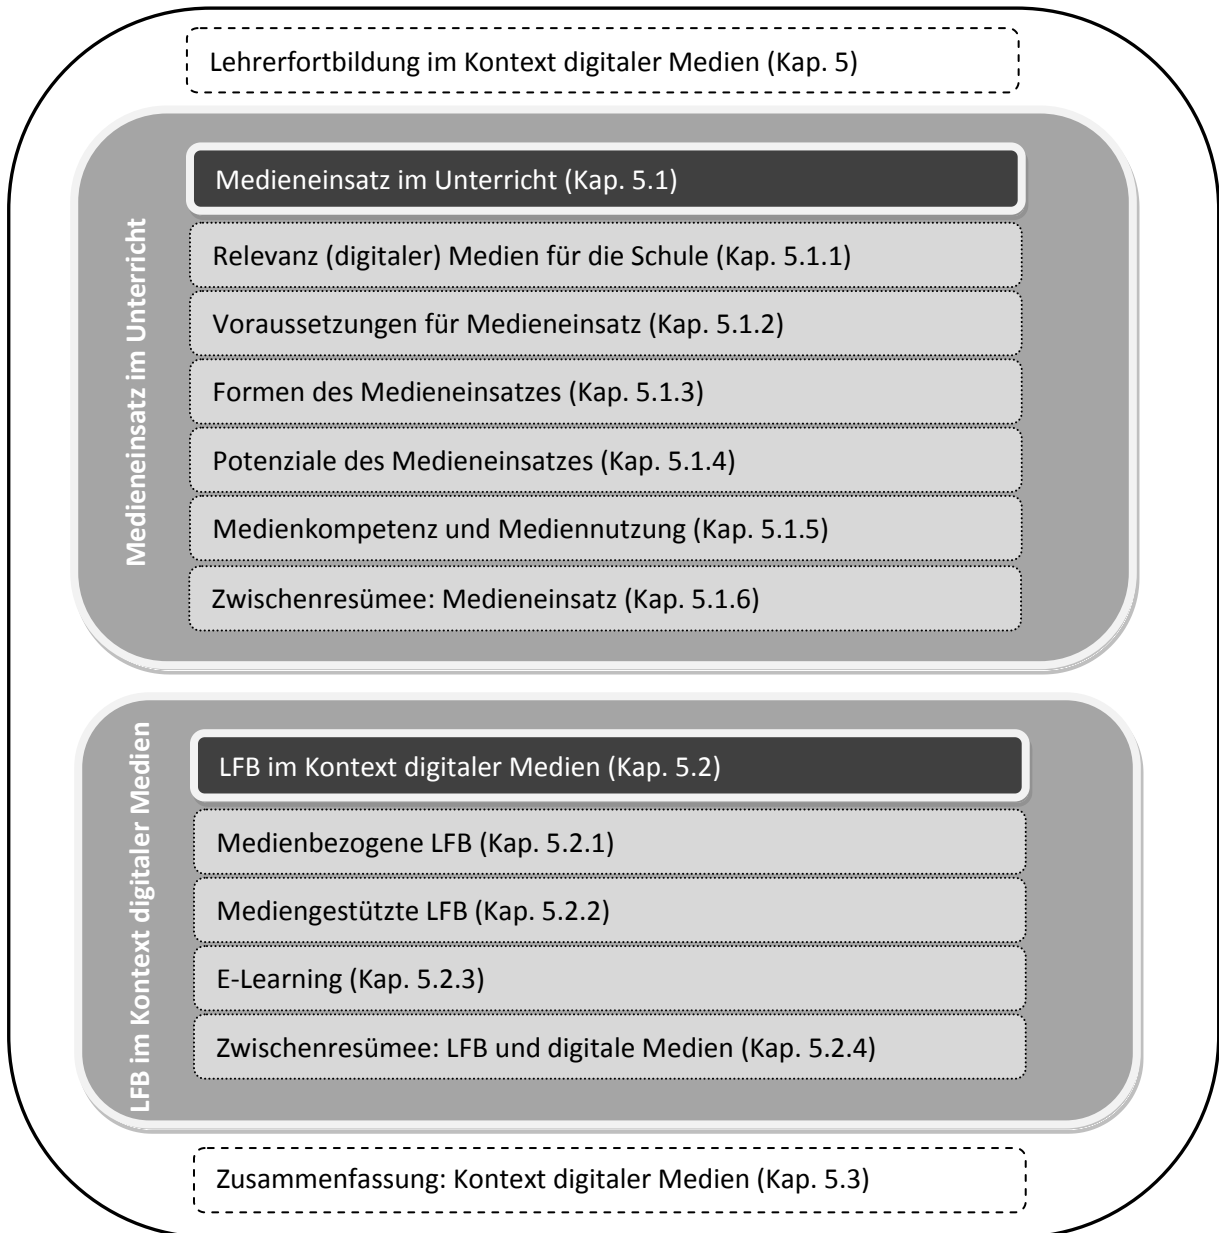 Lehrerfortbildung im Kontext digitaler Medien (Kap. 5)
Medieneinsatz im Unterricht
Medieneinsatz im Unterricht (Kap. 5.1)
Relevanz (digitaler) Medien für die Schule (Kap. 5.1.1)
Voraussetzungen für Medieneinsatz (Kap. 5.1.2)
Formen des Medieneinsatzes (Kap. 5.1.3)
Potenziale des Medieneinsatzes (Kap. 5.1.4)
Medienkompetenz und Mediennutzung (Kap. 5.1.5)
Zwischenresümee: Medieneinsatz (Kap. 5.1.6)
LFB im Kontext digitaler Medien
LFB im Kontext digitaler Medien (Kap. 5.2)
Medienbezogene LFB (Kap. 5.2.1)
Mediengestützte LFB (Kap. 5.2.2)
E-Learning (Kap. 5.2.3)
Zwischenresümee: LFB und digitale Medien (Kap. 5.2.4)
Zusammenfassung: Kontext digitaler Medien (Kap. 5.3)